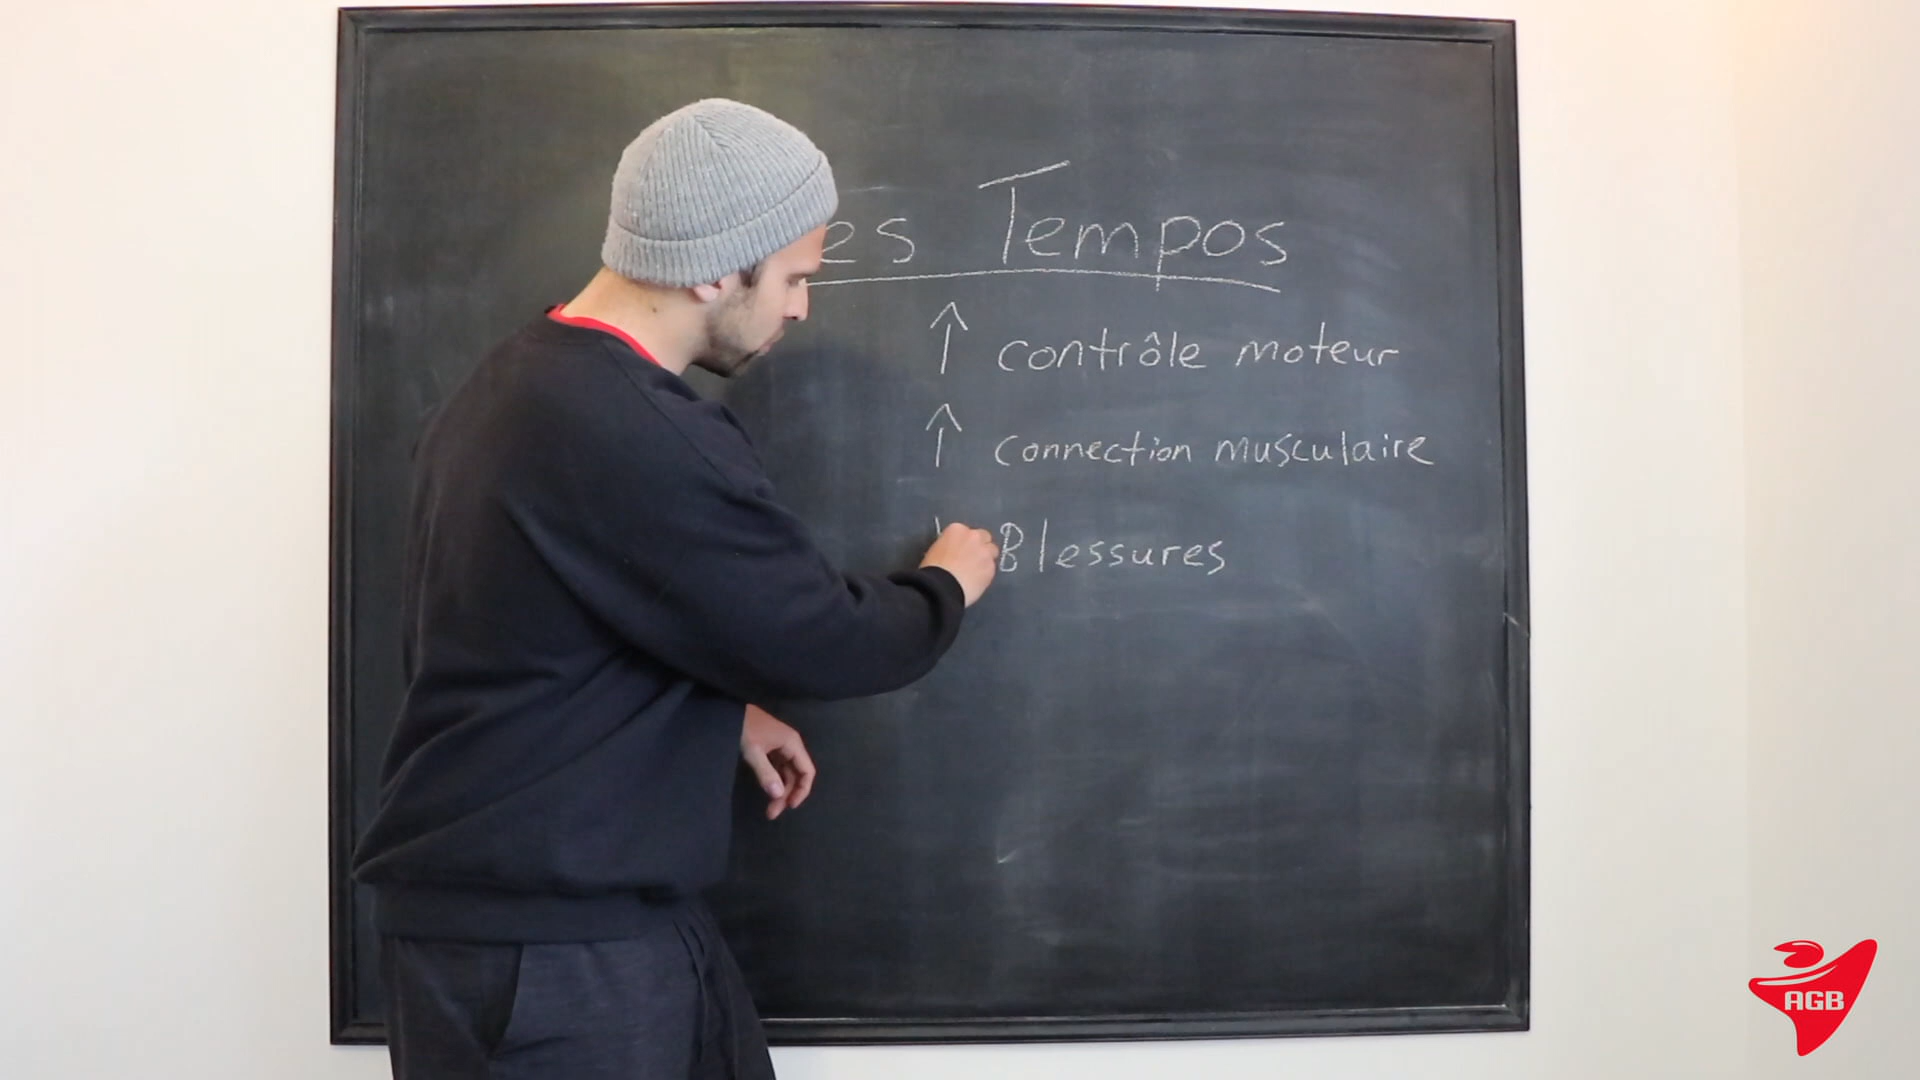 es Tempos
↑ contrôle moteur
↑ connection musculaire
Blessures
AGB